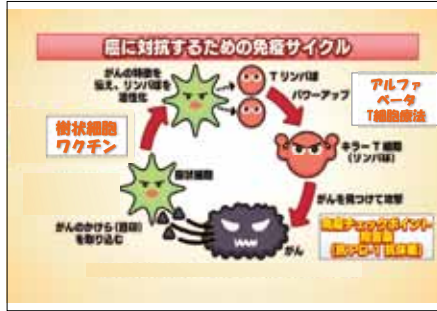 癌に対抗するための免疫サイクル
がんの特徴を
伝え、リンパ球を
活性化
T リンパ球
パワーアップ
アルファ
ベータ
T細胞療法
樹状細胞
ワクチン
キラー T 細胞
(リンパ球)
樹状細胞
がんを見つけて攻撃
がんのかけら(目印)
を取り込む
がん
免疫チェックポイント
阻害薬
(抗PD-1 抗体薬)